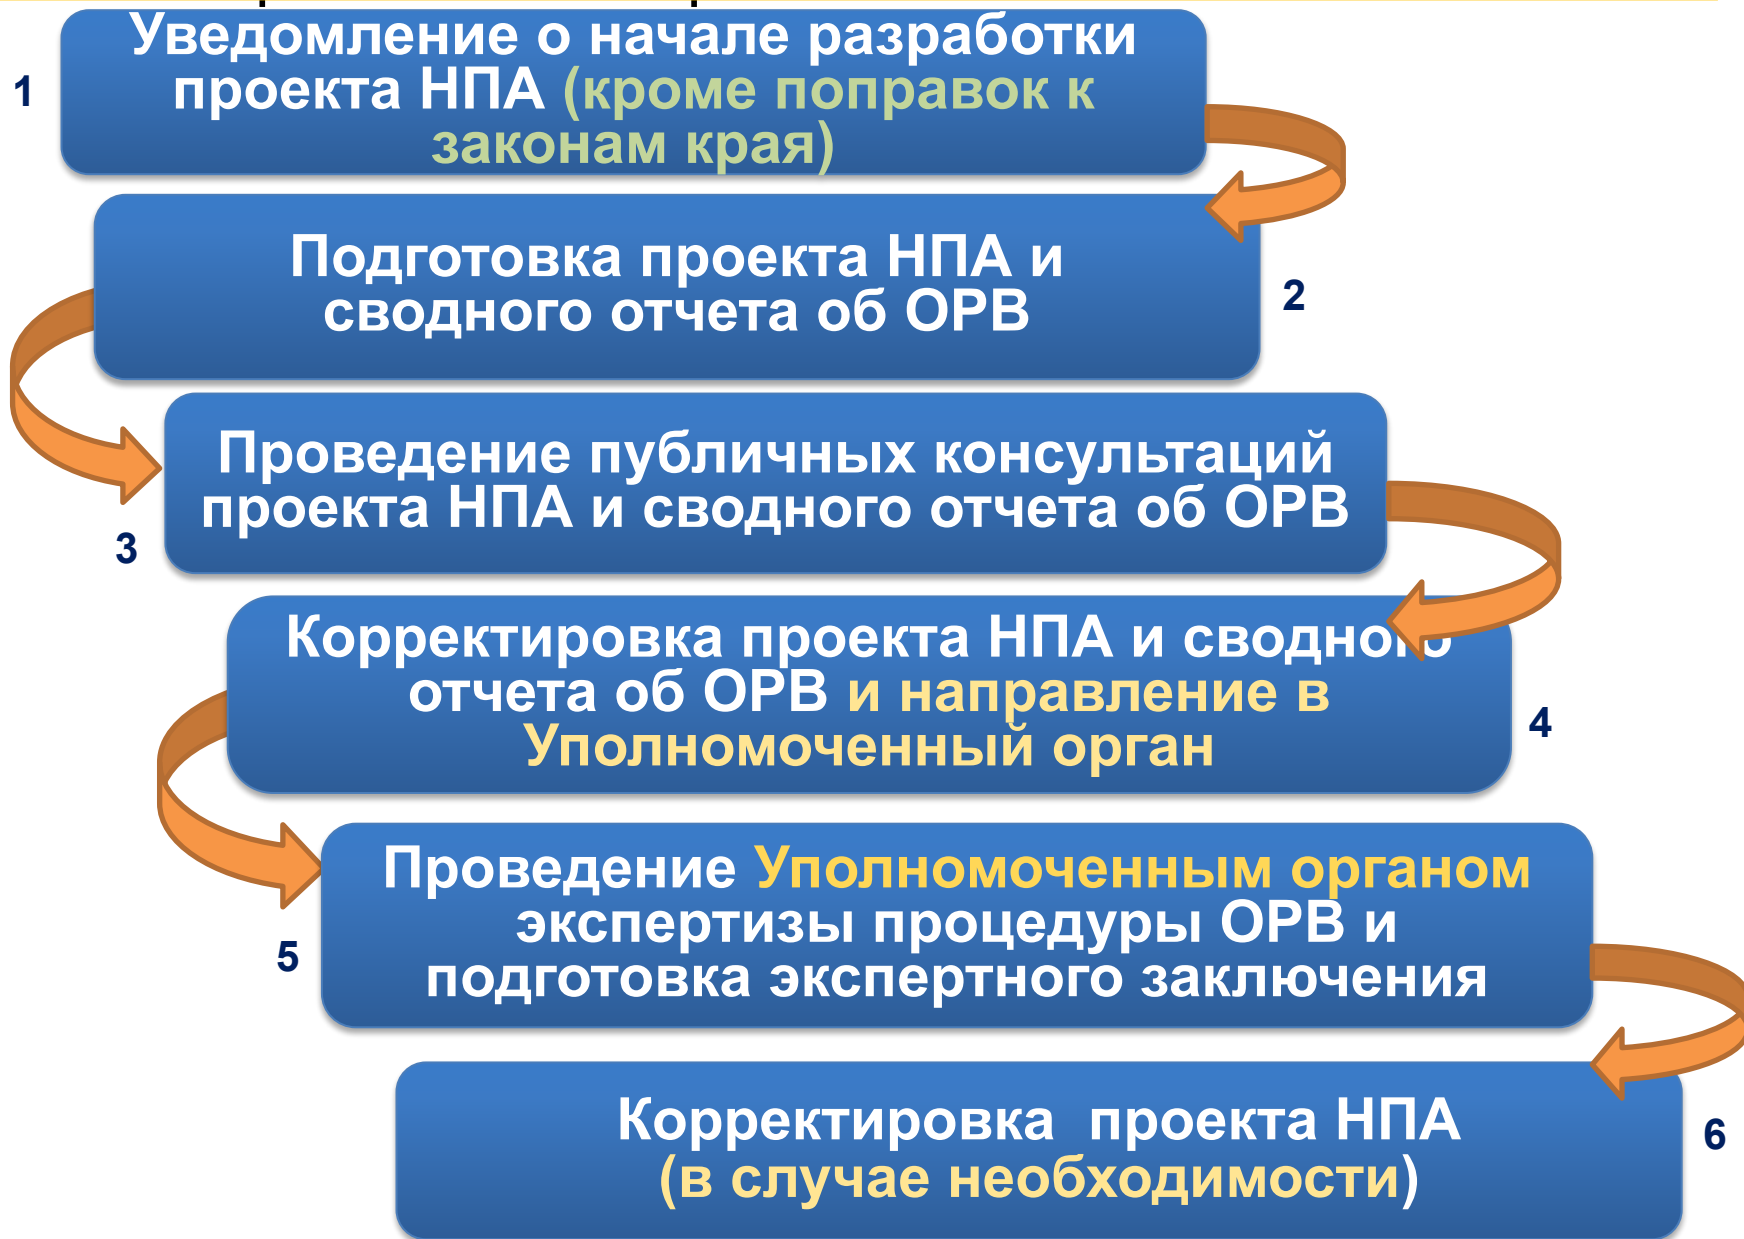 1
Уведомление о начале разработки
проекта НПА (кроме поправок к
законам края)
Подготовка проекта НПА и
сводного отчета об ОРВ
2
Проведение публичных консультаций
проекта НПА и сводного отчета об ОРВ
3
Корректировка проекта НПА и сводного
отчета об ОРВ и направление в
Уполномоченный орган
4
Проведение Уполномоченным органом
экспертизы процедуры ОРВ и
подготовка экспертного заключения
5
Корректировка проекта НПА
(в случае необходимости)
6